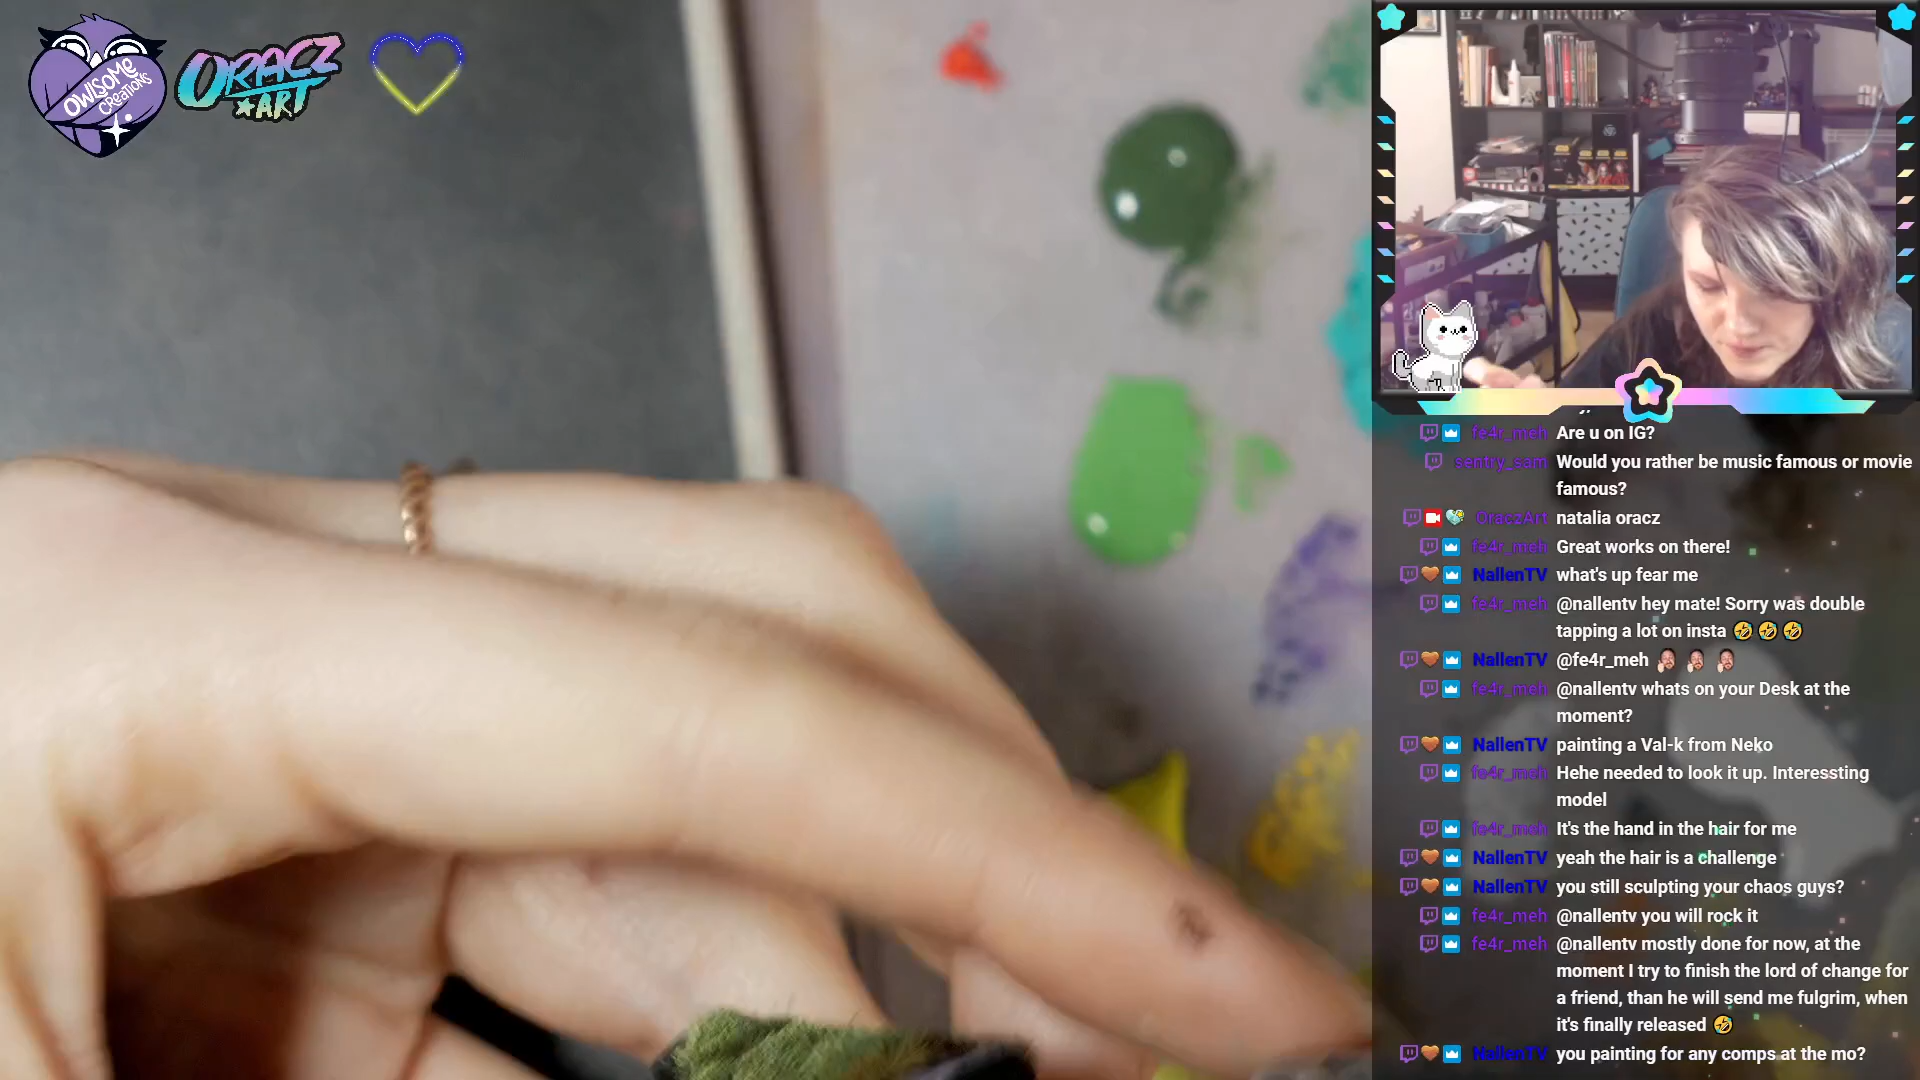 OWLSOME
CREATIONS
ORACZ
ART
fe4r_meh Are u on IG?
sentry_sam Would you rather be music famous or movie
famous?
OraczArt natalia oracz
fe4r_meh Great works on there!
NallenTV what's up fear me
fe4r_meh @nallentv hey mate! Sorry was double
tapping a lot on insta 🤣 🤣 🤣
NallenTV @fe4r_meh
fe4r_meh @nallentv whats on your Desk at the
moment?
NallenTV painting a Val-k from Neko
fe4r_meh Hehe needed to look it up. Interessting
model
fe4r_meh It's the hand in the hair for me
NallenTV yeah the hair is a challenge
NallenTV you still sculpting your chaos guys?
fe4r_meh @nallentv you will rock it
fe4r_meh @nallentv mostly done for now, at the
moment I try to finish the lord of change for
a friend, than he will send me fulgrim, when
it's finally released 🤣
NallenTV you painting for any comps at the mo?